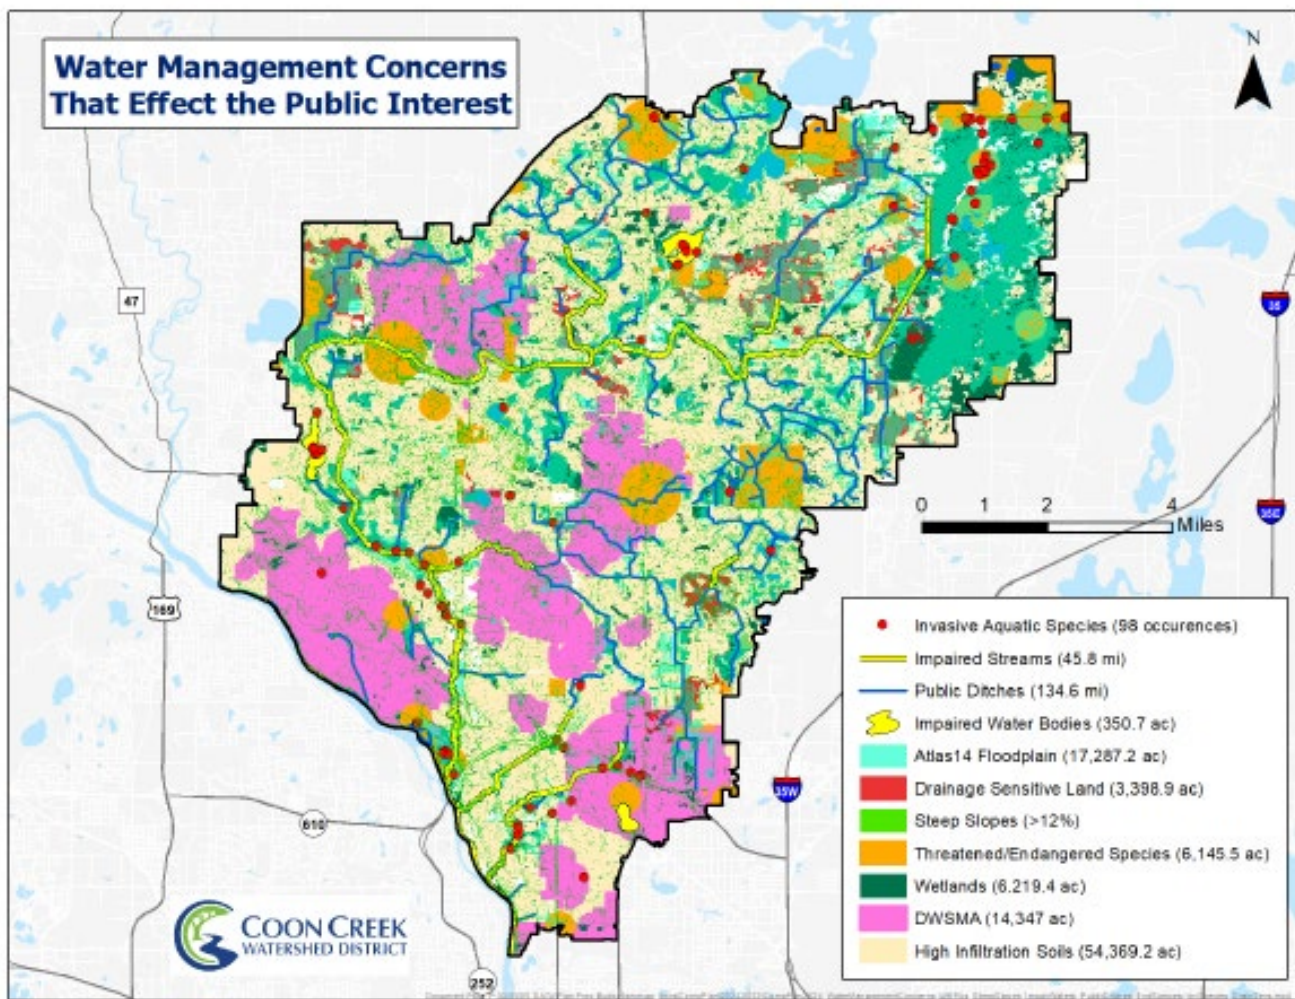 Water Management Concerns
That Effect the Public Interest
N
47
35
0 1 2 4
Miles
35E
169
Invasive Aquatic Species (98 occurences)
Impaired Streams (45.8 mi)
Public Ditches (134.6 mi)
Impaired Water Bodies (350.7 ac)
Atlas14 Floodplain (17,287.2 ac)
Drainage Sensitive Land (3,398.9 ac)
Steep Slopes (>12%)
Threatened/Endangered Species (6,145.5 ac)
Wetlands (6.219.4 ac)
DWSMA (14,347 ac)
High Infiltration Soils (54,369.2 ac)
35W
610
COON CREEK
WATERSHED DISTRICT
252